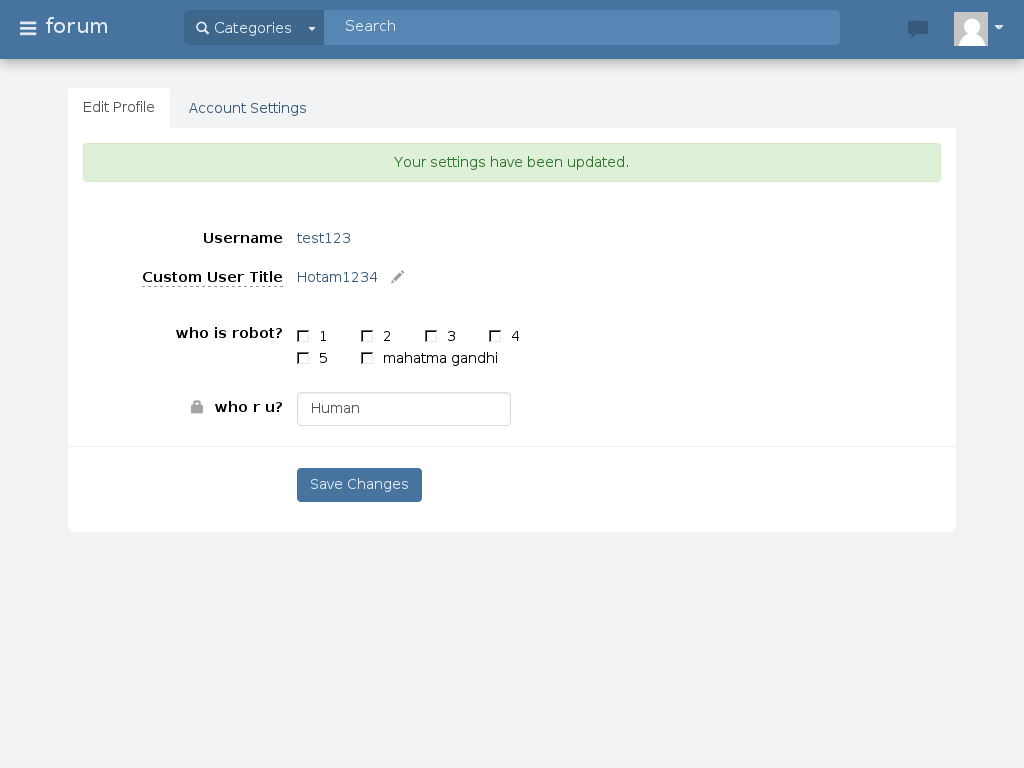 forum
Categories
Search
Edit Profile
Account Settings
Your settings have been updated.
Username test123
Custom User Title Hotam1234
who is robot? 1 2 3 4
5 mahatma gandhi
who r u? Human
Save Changes